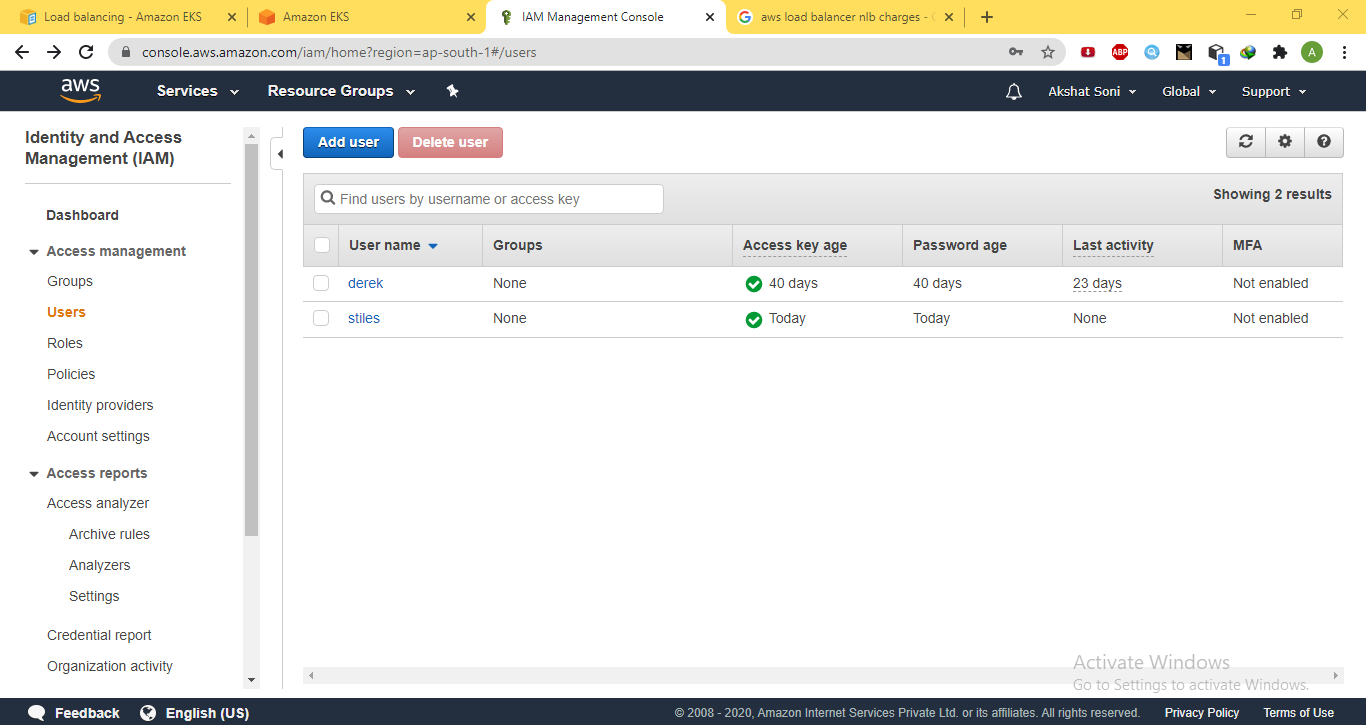 Load balancing - Amazon EKS
Amazon EKS
IAM Management Console
aws load balancer nlb charges -
console.aws.amazon.com/iam/home?region=ap-south-1#/users
ABP
1
A
aws
Services
Resource Groups
Akshat Soni
Global
Support
Identity and Access
Management (IAM)
Dashboard
Access management
Groups
Users
Roles
Policies
Identity providers
Account settings
Access reports
Access analyzer
Archive rules
Analyzers
Settings
Credential report
Organization activity
Add user
Delete user
Find users by username or access key
Showing 2 results
User name Groups Access key age Password age Last activity MFA
derek None 40 days 40 days 23 days Not enabled
stiles None Today Today None Not enabled
Activate Windows
Go to Settings to activate Windows.
Feedback
English (US)
© 2008 - 2020, Amazon Internet Services Private Ltd. or its affiliates. All rights reserved.
Privacy Policy
Terms of Use